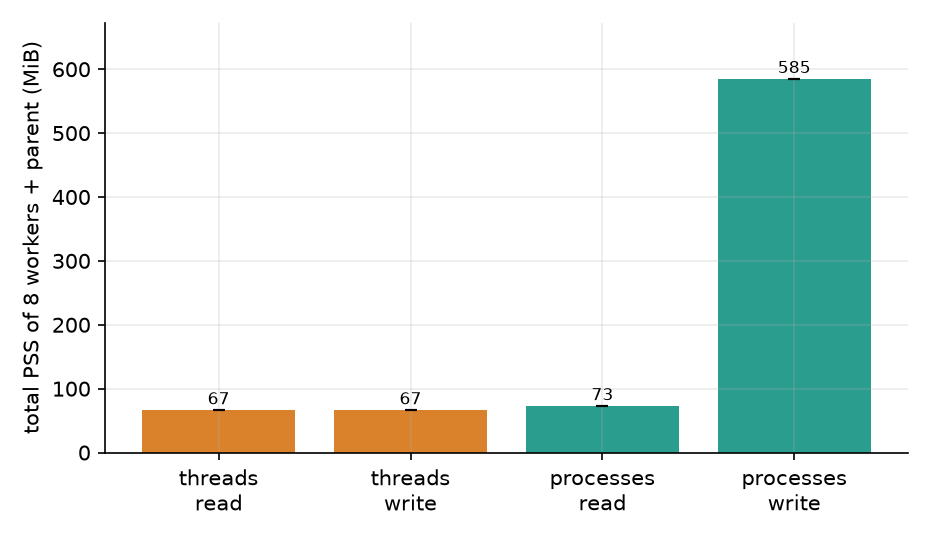 total PSS of 8 workers + parent (MiB)
600
500
400
300
200
100
0
67
67
73
585
threads
read
threads
write
processes
read
processes
write